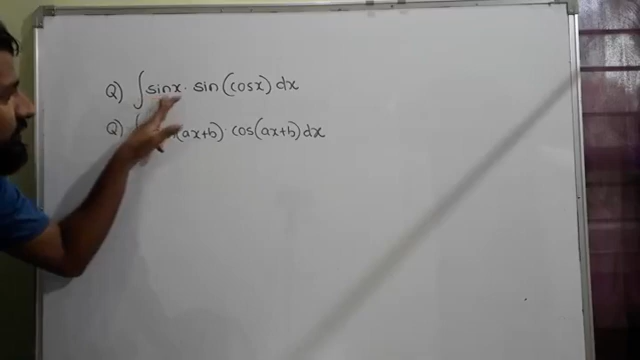 Q) ∫ sinx · sin(cosx) dx
Q) (ax+b) · cos(ax+b) dx